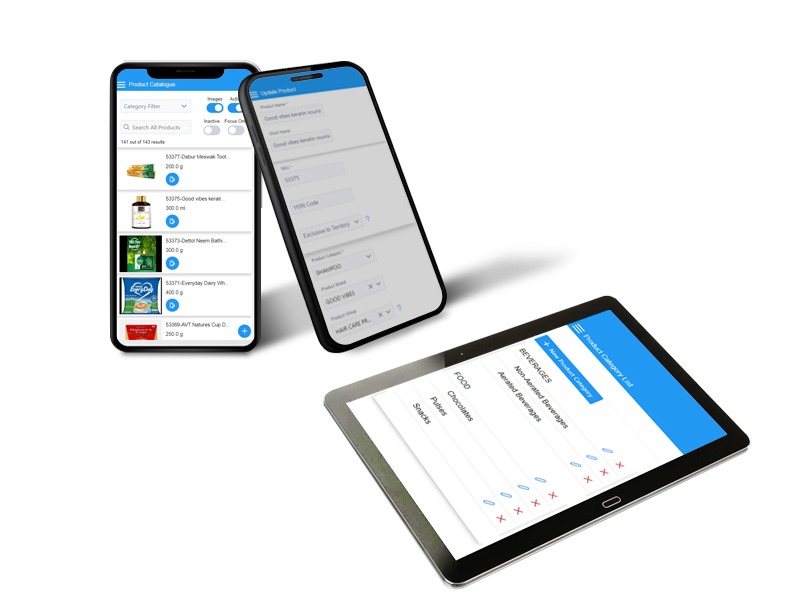 Product Catalogue
Category Filter
Images
Inactive
Focus On
Search All Products
141 out of 143 results
53377-Dabur Meswak Toot...
200.0 g
53375-Good vibes kerati...
300.0 ml
53373-Dettol Neem Bathi...
53371-Everyday Dairy Wh...
400.0 g
53369-AVT Natures Cup D...
250.0 g
Update Product
Product Name *
Good vibes keratin nouris
Short Name
Good vibes keratin nouris
SKU *
53375
HSN Code
Exclusive to Territory
?
Product Category *
SHAMPOO
Product Brand
GOOD VIBES
Product Group
HAIR CARE PR...
?
Product Category List
+ New Product Category
BEVERAGES
Non-Aerated Beverages
Aerated Beverages
FOOD
Chocolates
Pulses
Snacks